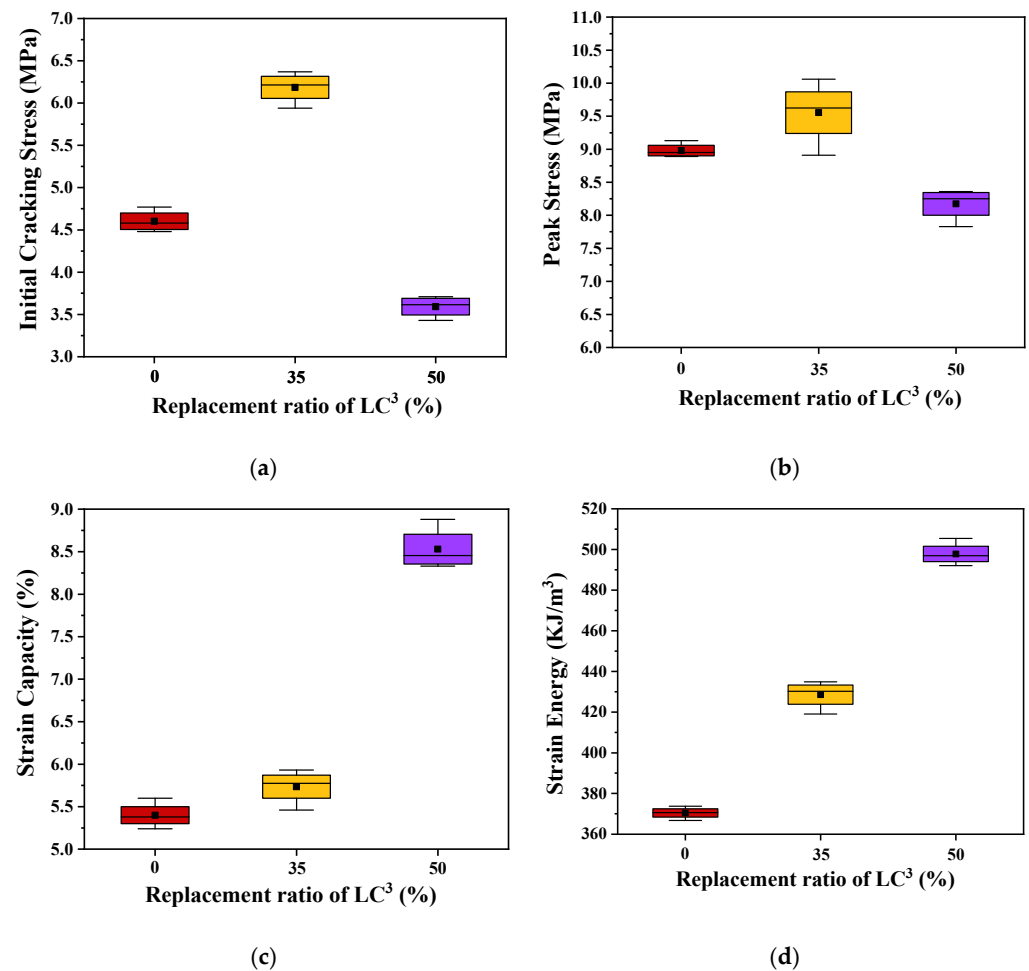 7.0
6.5
6.0
5.5
5.0
4.5
4.0
3.5
3.0
Initial Cracking Stress (MPa)
0 35 50
Replacement ratio of LC³ (%)
(a)
11.0
10.5
10.0
9.5
9.0
8.5
8.0
7.5
7.0
6.5
6.0
Peak Stress (MPa)
0 35 50
Replacement ratio of LC³ (%)
(b)
9.0
8.5
8.0
7.5
7.0
6.5
6.0
5.5
5.0
Strain Capacity (%)
0 35 50
Replacement ratio of LC³ (%)
(c)
520
500
480
460
440
420
400
380
360
Strain Energy (KJ/m³)
0 35 50
Replacement ratio of LC³ (%)
(d)